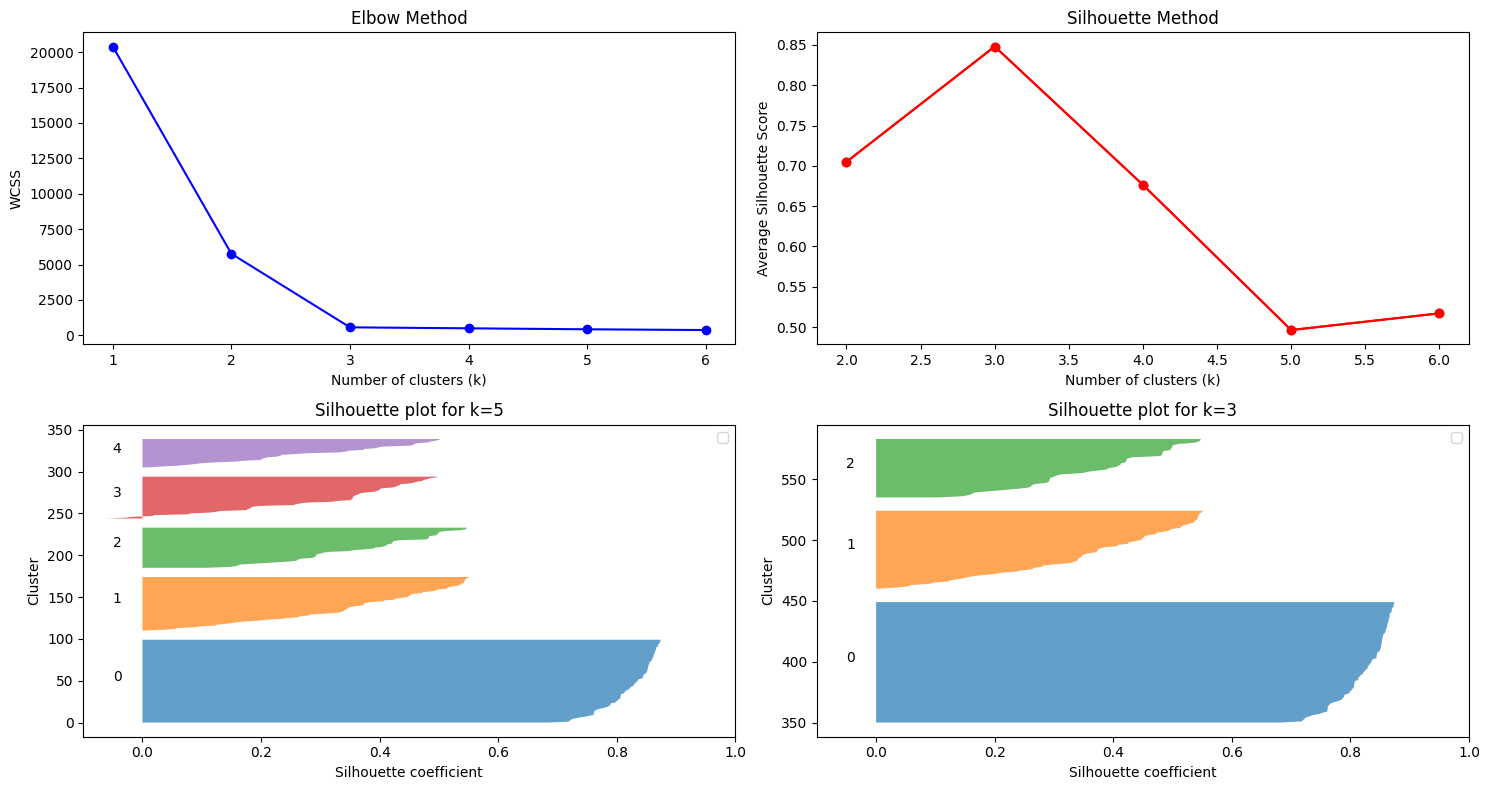 Elbow Method
20000
17500
15000
12500
10000
7500
5000
2500
0
WCSS
1 2 3 4 5 6
Number of clusters (k)
Silhouette Method
0.85
0.80
0.75
0.70
0.65
0.60
0.55
0.50
Average Silhouette Score
2.0 2.5 3.0 3.5 4.0 4.5 5.0 5.5 6.0
Number of clusters (k)
Silhouette plot for k=5
350
300
250
200
150
100
50
0
Cluster
4
3
2
1
0
0.0 0.2 0.4 0.6 0.8 1.0
Silhouette coefficient
Silhouette plot for k=3
550
500
450
400
350
Cluster
2
1
0
0.0 0.2 0.4 0.6 0.8 1.0
Silhouette coefficient